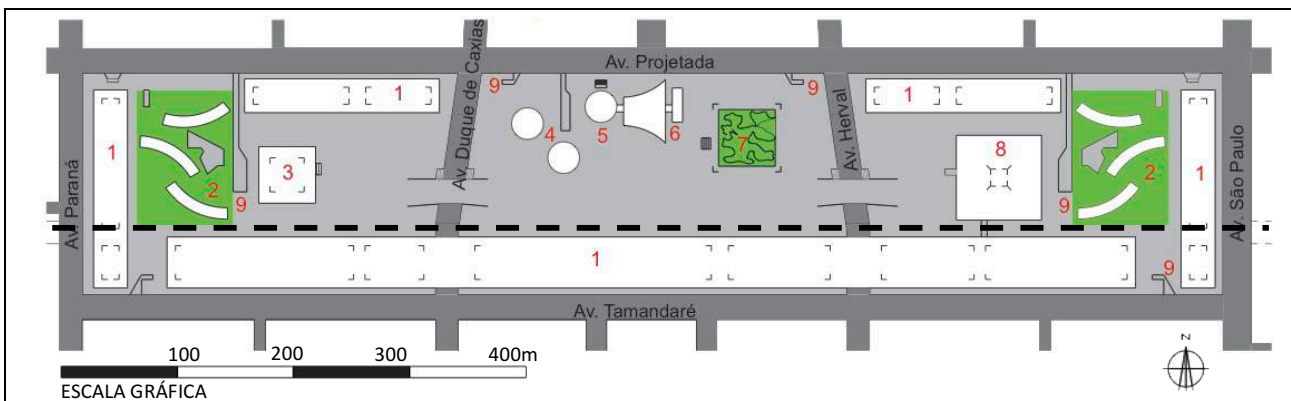 Av. Projetada
Av. Duque de Caxias
Av. Herval
Av. Paraná
Av. São Paulo
Av. Tamandaré
1
2
9
1
3
9
4
5
6
7
9
1
8
9
2
1
1
9
100 200 300 400m
ESCALA GRÁFICA
N